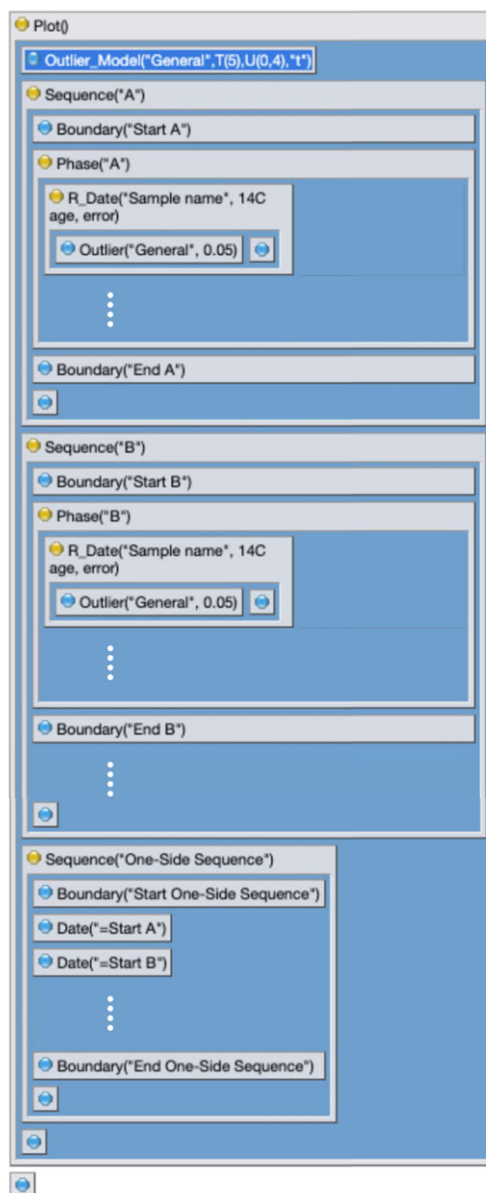 Plot()
Outlier_Model("General",T(5),U(0,4),"t")
Sequence("A")
Boundary("Start A")
Phase("A")
R_Date("Sample name", 14C
age, error)
Outlier("General", 0.05)
Boundary("End A")
Sequence("B")
Boundary("Start B")
Phase("B")
R_Date("Sample name", 14C
age, error)
Outlier("General", 0.05)
Boundary("End B")
Sequence("One-Side Sequence")
Boundary("Start One-Side Sequence")
Date("=Start A")
Date("=Start B")
Boundary("End One-Side Sequence")